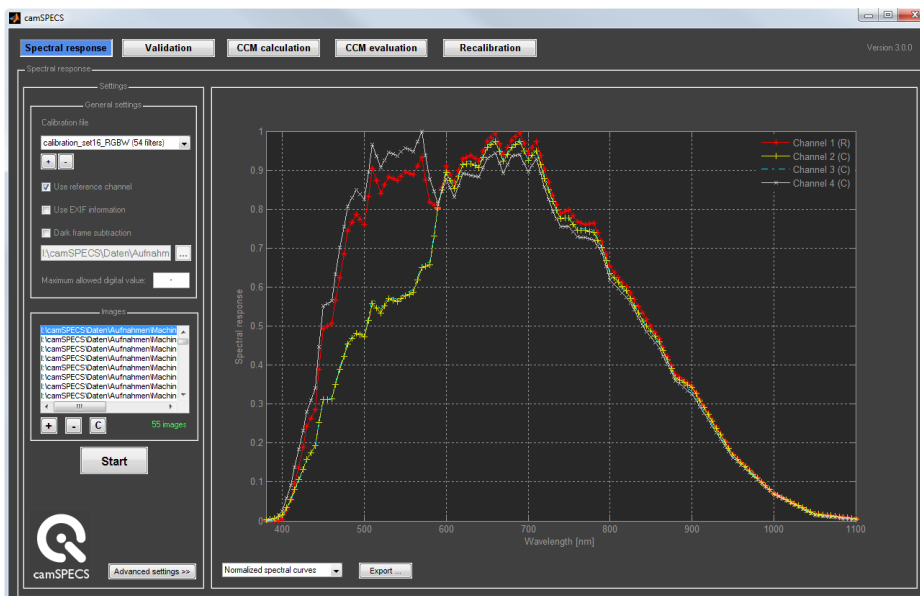 camSPECS
Spectral response
Validation
CCM calculation
CCM evaluation
Recalibration
Version 3.0.0
Spectral response
Settings
General settings
Calibration file
calibration_set16_RGBW (54 filters)
+
-
Use reference channel
Use EXIF information
Dark frame subtraction
I:\camSPECS\Daten\Aufnahm
...
Maximum allowed digital value:
-
Images
I:\camSPECS\Daten\Aufnahmen\Machin
I:\camSPECS\Daten\Aufnahmen\Machin
I:\camSPECS\Daten\Aufnahmen\Machin
I:\camSPECS\Daten\Aufnahmen\Machin
I:\camSPECS\Daten\Aufnahmen\Machin
I:\camSPECS\Daten\Aufnahmen\Machin
I:\camSPECS\Daten\Aufnahmen\Machin
I:\camSPECS\Daten\Aufnahmen\Machin
+
-
C
55 images
Start
camSPECS
Advanced settings >>
Spectral response
1
0.9
0.8
0.7
0.6
0.5
0.4
0.3
0.2
0.1
0
400
500
600
700
800
900
1000
1100
Wavelength [nm]
Channel 1 (R)
Channel 2 (C)
Channel 3 (C)
Channel 4 (C)
Normalized spectral curves
Export ...